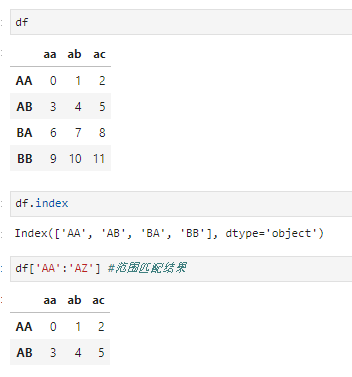 df
aa ab ac
AA 0 1 2
AB 3 4 5
BA 6 7 8
BB 9 10 11
df.index
Index(['AA', 'AB', 'BA', 'BB'], dtype='object')
df['AA':'AZ'] #范围匹配结果
aa ab ac
AA 0 1 2
AB 3 4 5